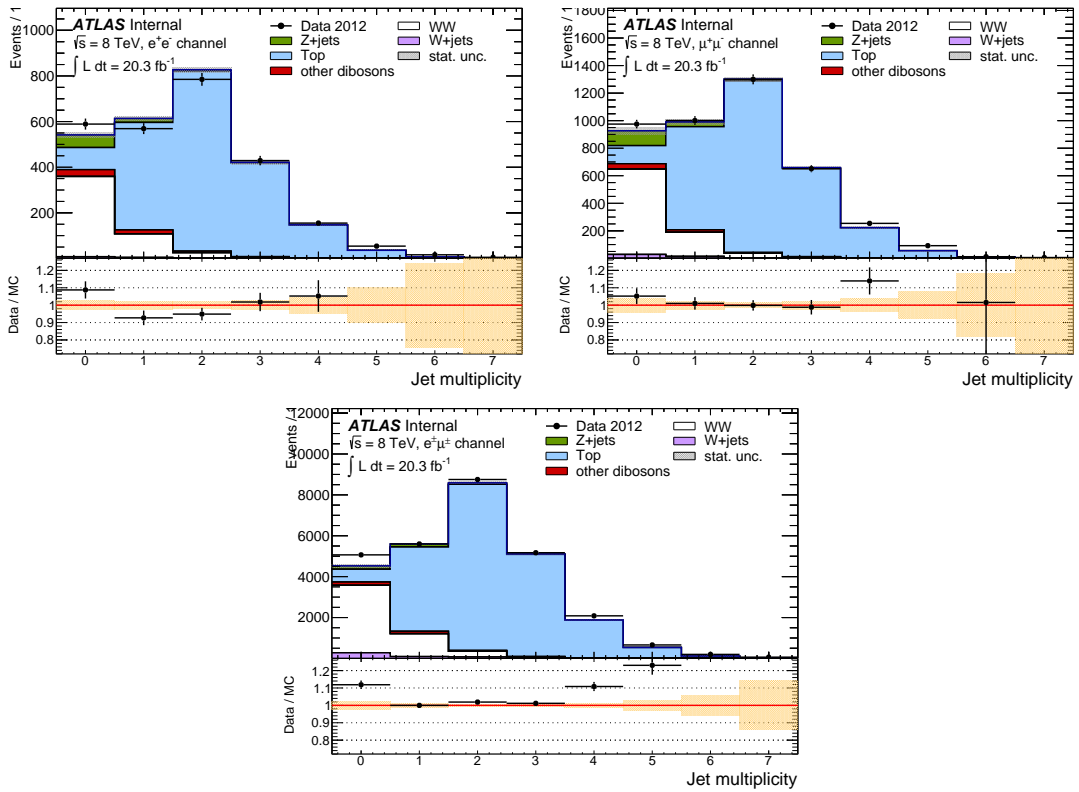 Events / 1
1000
800
600
400
200
ATLAS Internal
√s = 8 TeV, e⁺e⁻ channel
∫ L dt = 20.3 fb⁻¹
Data 2012
Z+jets
Top
other dibosons
WW
W+jets
stat. unc.
Data / MC
1.2
1.1
1
0.9
0.8
0 1 2 3 4 5 6 7
Jet multiplicity
Events / 1
1800
1600
1400
1200
1000
800
600
400
200
ATLAS Internal
√s = 8 TeV, μ⁺μ⁻ channel
∫ L dt = 20.3 fb⁻¹
Data 2012
Z+jets
Top
other dibosons
WW
W+jets
stat. unc.
Data / MC
1.2
1.1
1
0.9
0.8
0 1 2 3 4 5 6 7
Jet multiplicity
Events / 1
12000
10000
8000
6000
4000
2000
ATLAS Internal
√s = 8 TeV, e±μ± channel
∫ L dt = 20.3 fb⁻¹
Data 2012
Z+jets
Top
other dibosons
WW
W+jets
stat. unc.
Data / MC
1.2
1.1
1
0.9
0.8
0 1 2 3 4 5 6 7
Jet multiplicity